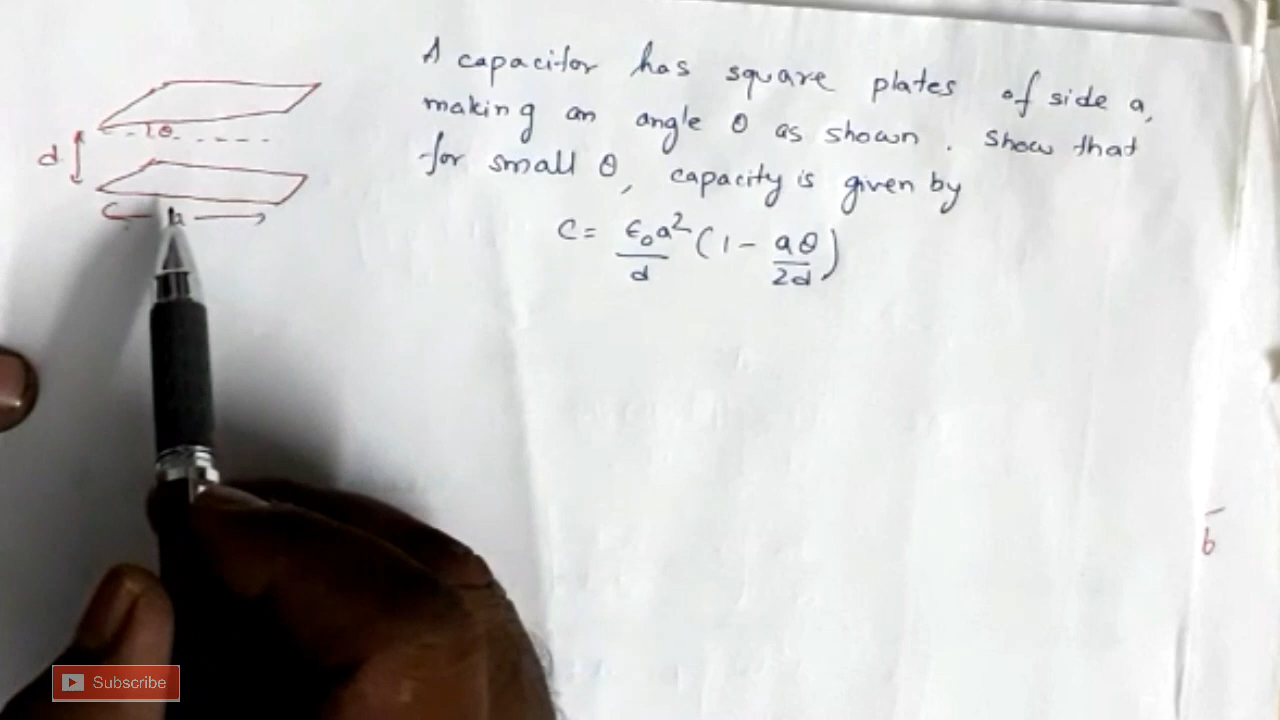 A capacitor has square plates of side a,
making an angle θ as shown. Show that
for small θ, capacity is given by
C = ε₀a²/d (1 - aθ/2d)
θ
d
a
b
Subscribe